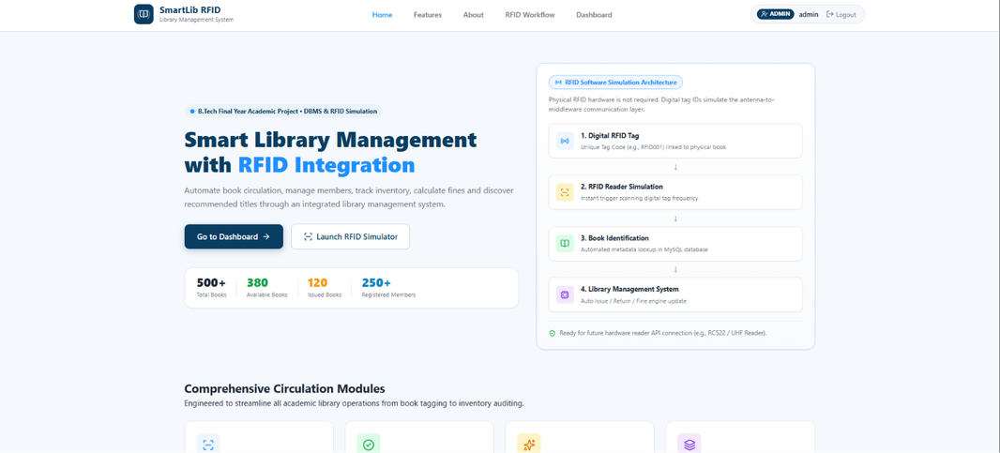 SmartLib RFID
Library Management System
Home
Features
About
RFID Workflow
Dashboard
ADMIN
admin
Logout
B.Tech Final Year Academic Project • DBMS & RFID Simulation
Smart Library Management
with RFID Integration
Automate book circulation, manage members, track inventory, calculate fines and discover
recommended titles through an integrated library management system.
Go to Dashboard →
Launch RFID Simulator
500+
Total Books
380
Available Books
120
Issued Books
250+
Registered Members
RFID Software Simulation Architecture
Physical RFID hardware is not required. Digital tag IDs simulate the antenna-to-
middleware communication layer.
1. Digital RFID Tag
Unique Tag Code (e.g., RFID001) linked to physical book
↓
2. RFID Reader Simulation
Instant trigger scanning digital tag frequency
↓
3. Book Identification
Automated metadata lookup in MySQL database
↓
4. Library Management System
Auto Issue / Return / Fine engine update
Ready for future hardware reader API connection (e.g., RC522 / UHF Reader).
Comprehensive Circulation Modules
Engineered to streamline all academic library operations from book tagging to inventory auditing.